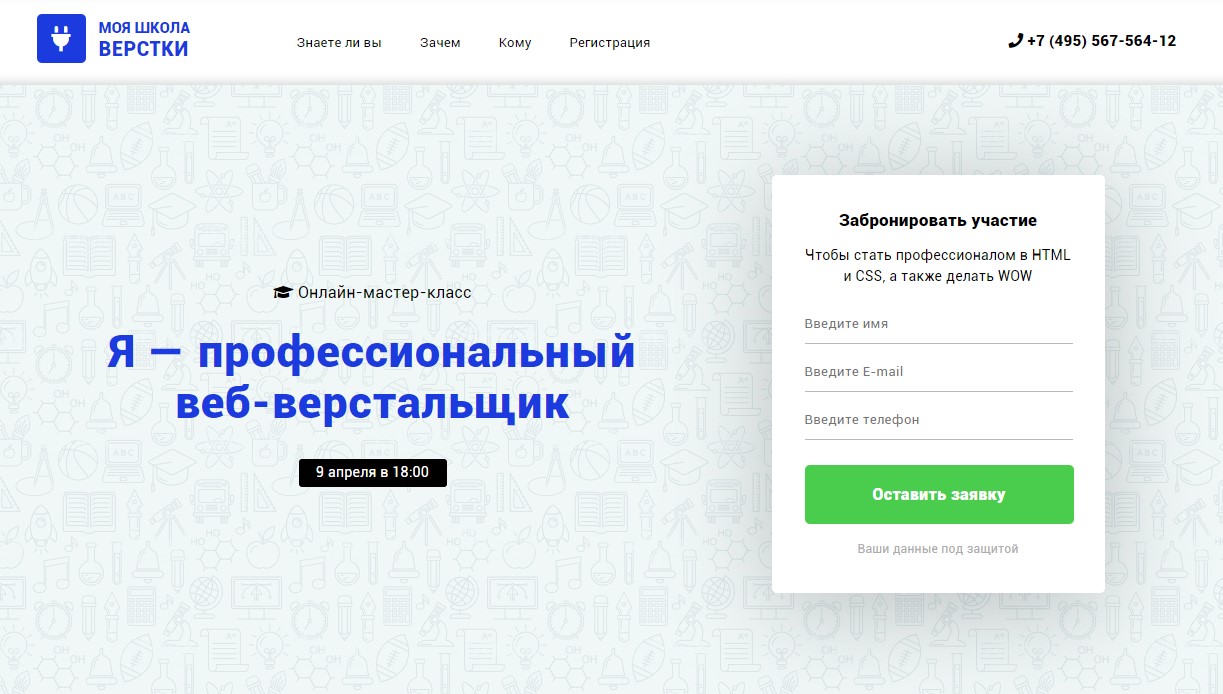 МОЯ ШКОЛА
ВЕРСТКИ
Знаете ли вы
Зачем
Кому
Регистрация
+7 (495) 567-564-12
Онлайн-мастер-класс
Я — профессиональный
веб-верстальщик
9 апреля в 18:00
Забронировать участие
Чтобы стать профессионалом в HTML
и CSS, а также делать WOW
Введите имя
Введите E-mail
Введите телефон
Оставить заявку
Ваши данные под защитой